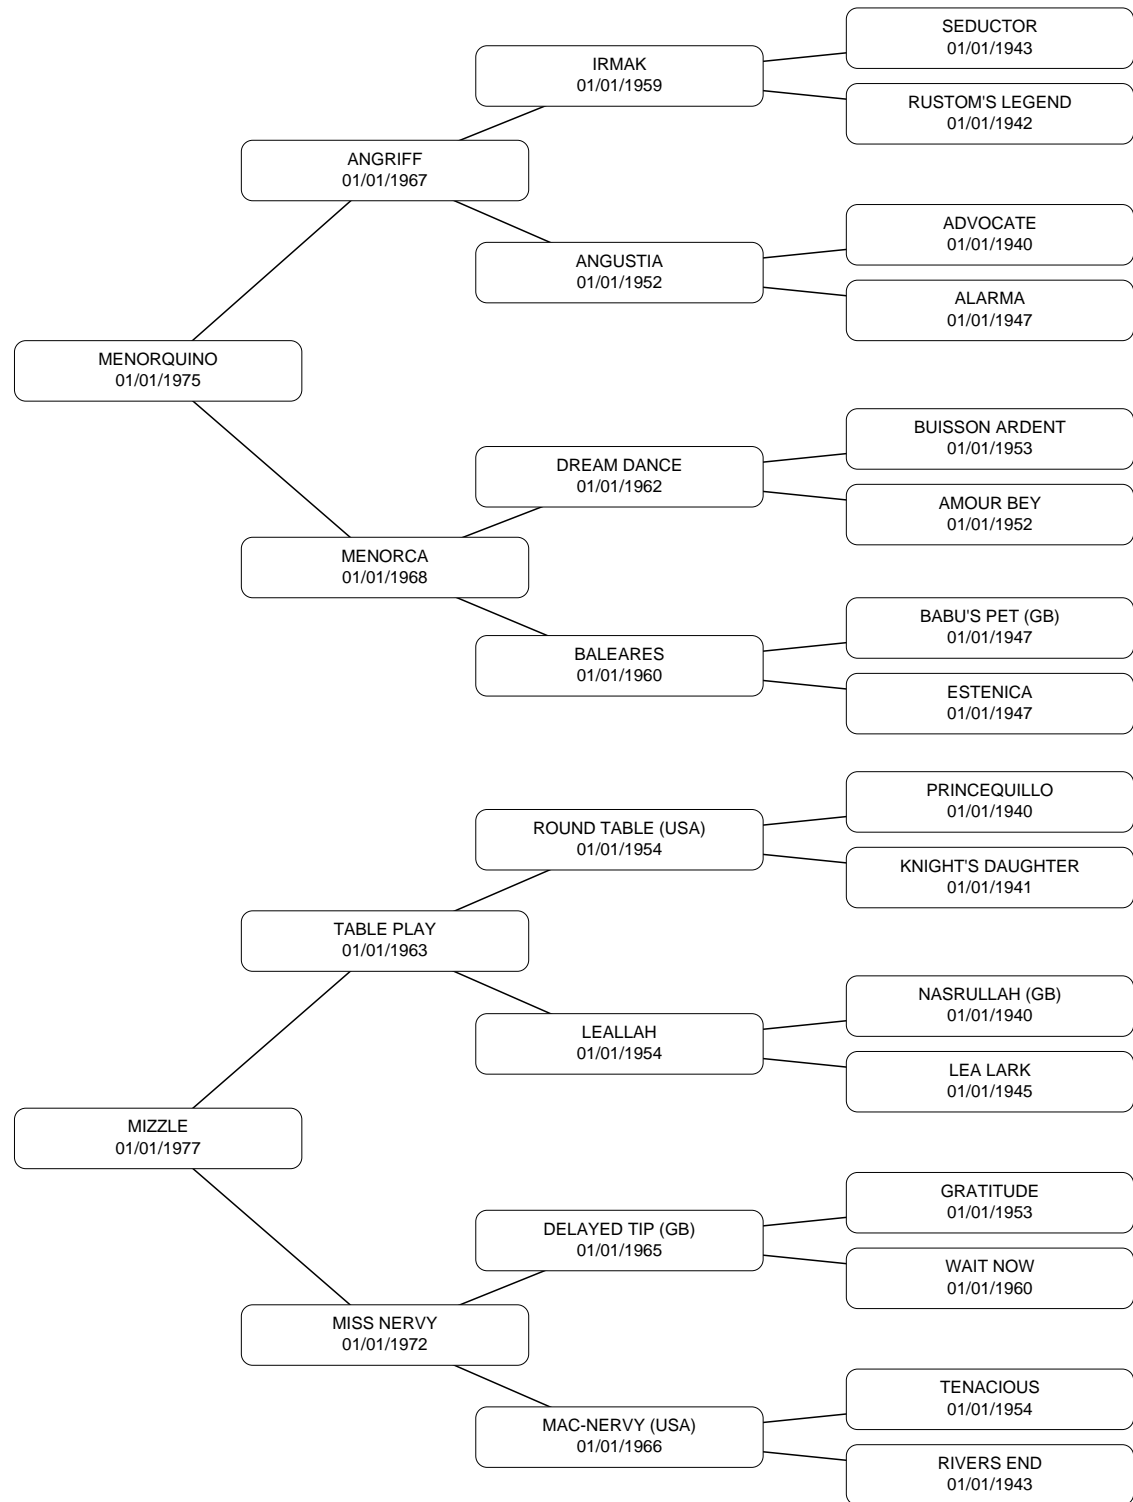 SEDUCTOR
01/01/1943
IRMAK
01/01/1959
RUSTOM'S LEGEND
01/01/1942
ANGRIFF
01/01/1967
ADVOCATE
01/01/1940
ANGUSTIA
01/01/1952
ALARMA
01/01/1947
MENORQUINO
01/01/1975
BUISSON ARDENT
01/01/1953
DREAM DANCE
01/01/1962
AMOUR BEY
01/01/1952
MENORCA
01/01/1968
BABU'S PET (GB)
01/01/1947
BALEARES
01/01/1960
ESTENICA
01/01/1947
PRINCEQUILLO
01/01/1940
ROUND TABLE (USA)
01/01/1954
KNIGHT'S DAUGHTER
01/01/1941
TABLE PLAY
01/01/1963
NASRULLAH (GB)
01/01/1940
LEALLAH
01/01/1954
LEA LARK
01/01/1945
MIZZLE
01/01/1977
GRATITUDE
01/01/1953
DELAYED TIP (GB)
01/01/1965
WAIT NOW
01/01/1960
MISS NERVY
01/01/1972
TENACIOUS
01/01/1954
MAC-NERVY (USA)
01/01/1966
RIVERS END
01/01/1943